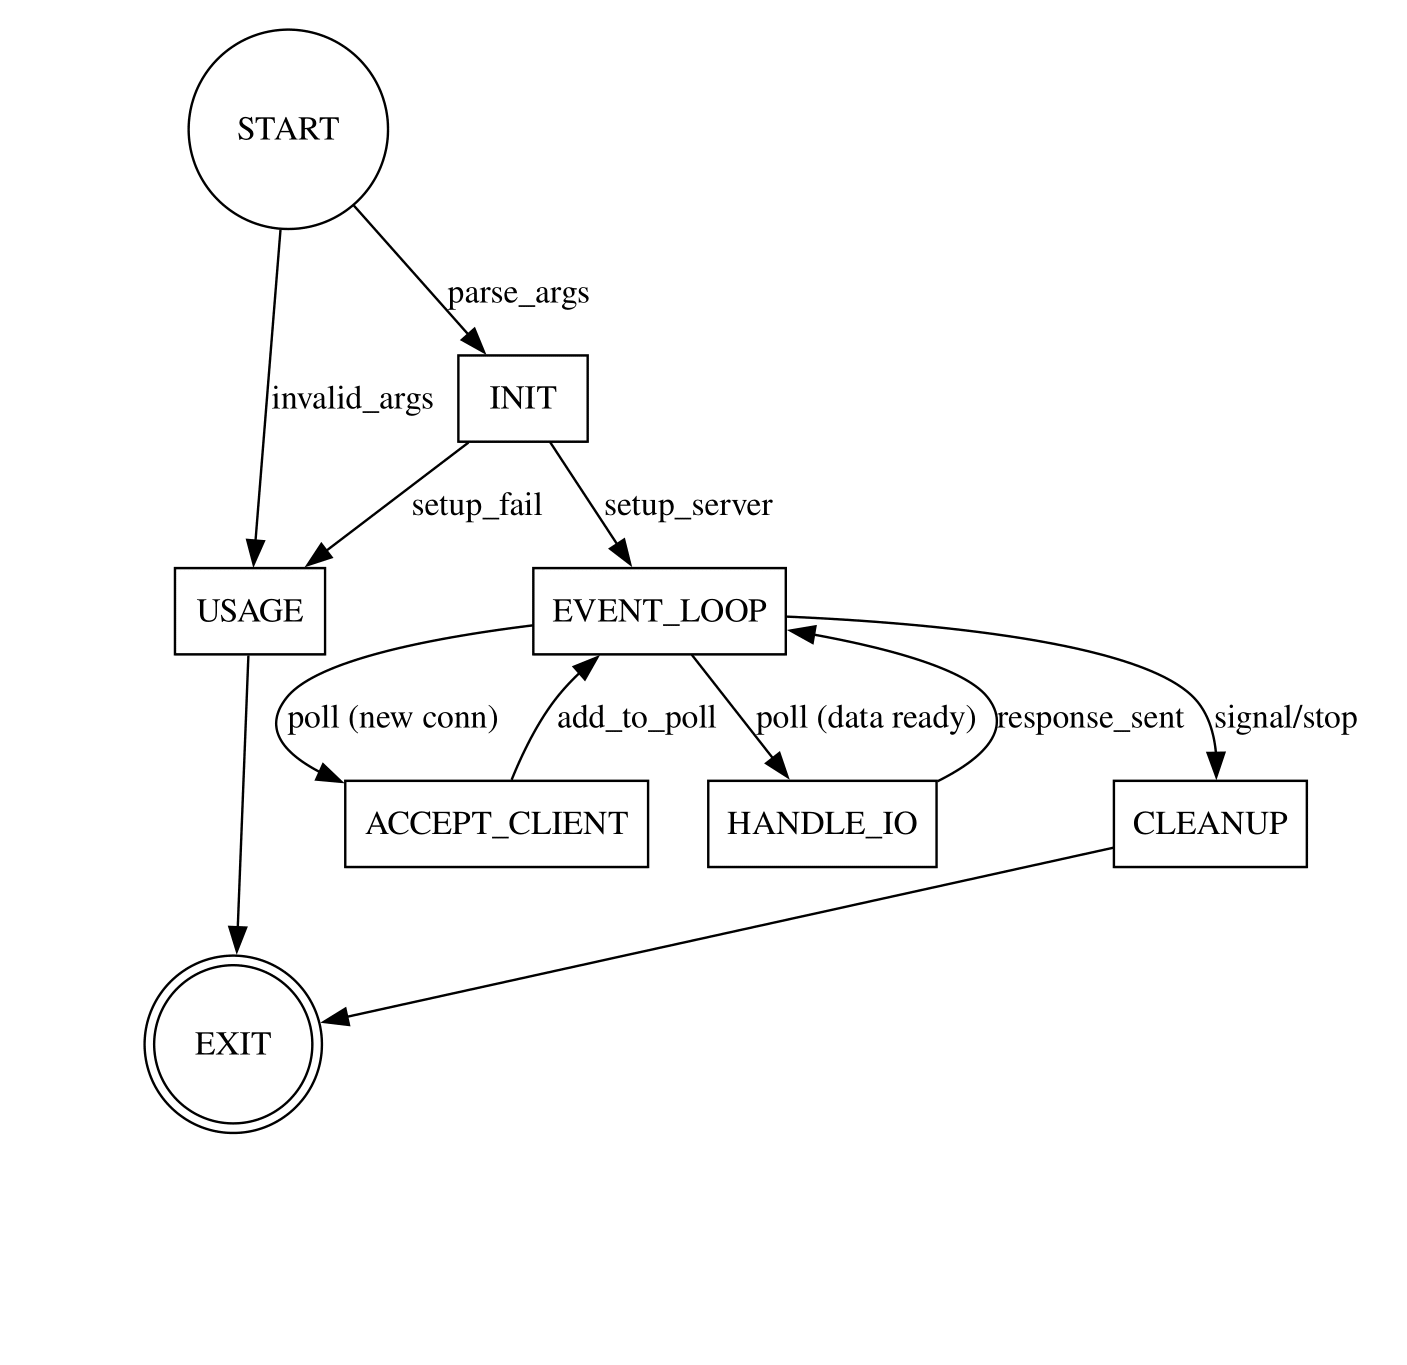 START
parse_args
invalid_args
INIT
setup_fail
setup_server
USAGE
EVENT_LOOP
poll (new conn)
add_to_poll
poll (data ready)
response_sent
signal/stop
ACCEPT_CLIENT
HANDLE_IO
CLEANUP
EXIT